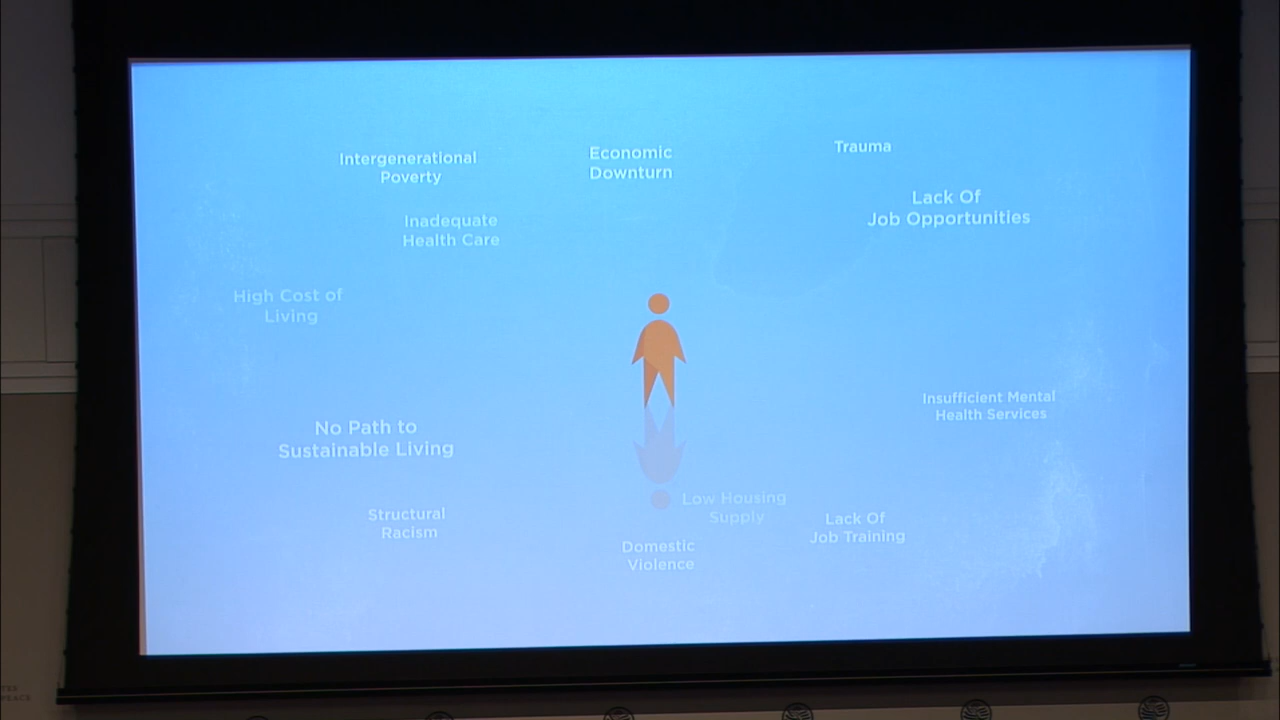 Intergenerational
Poverty
Economic
Downturn
Trauma
Lack Of
Job Opportunities
Inadequate
Health Care
High Cost of
Living
Insufficient Mental
Health Services
No Path to
Sustainable Living
Low Housing
Supply
Structural
Racism
Lack Of
Job Training
Domestic
Violence
PEACE